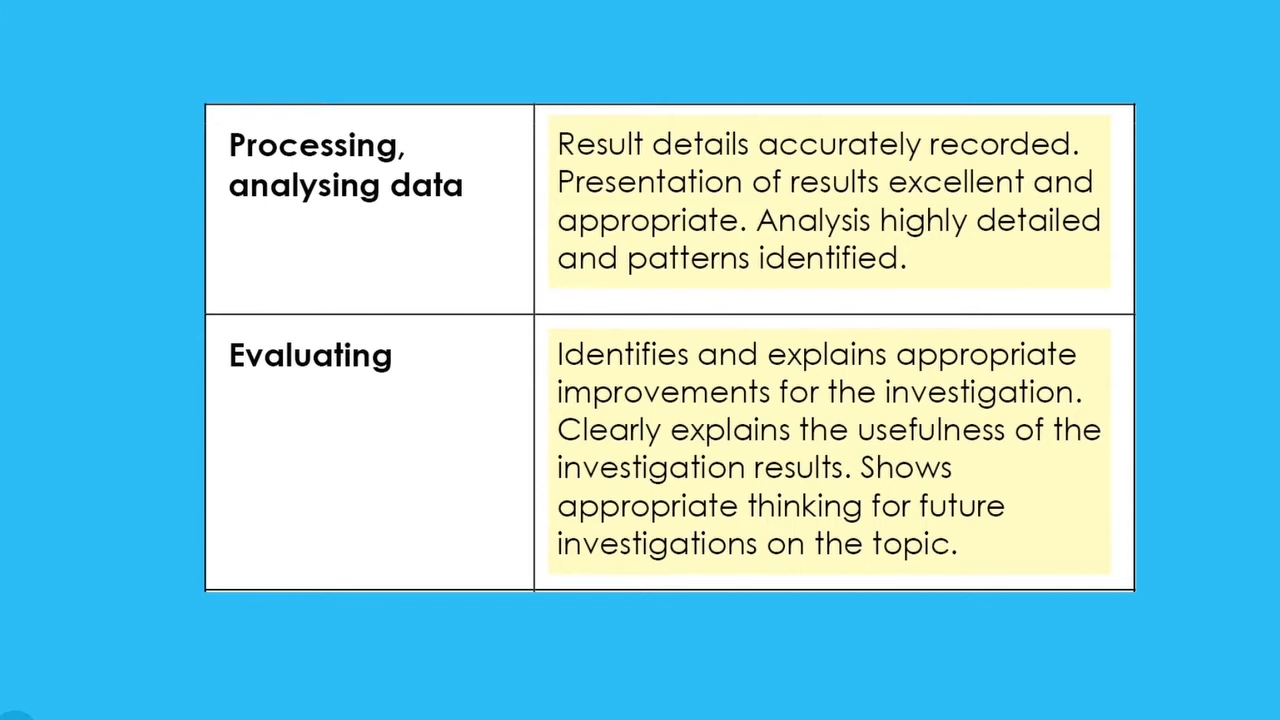 Processing,
analysing data
Result details accurately recorded.
Presentation of results excellent and
appropriate. Analysis highly detailed
and patterns identified.
Evaluating
Identifies and explains appropriate
improvements for the investigation.
Clearly explains the usefulness of the
investigation results. Shows
appropriate thinking for future
investigations on the topic.